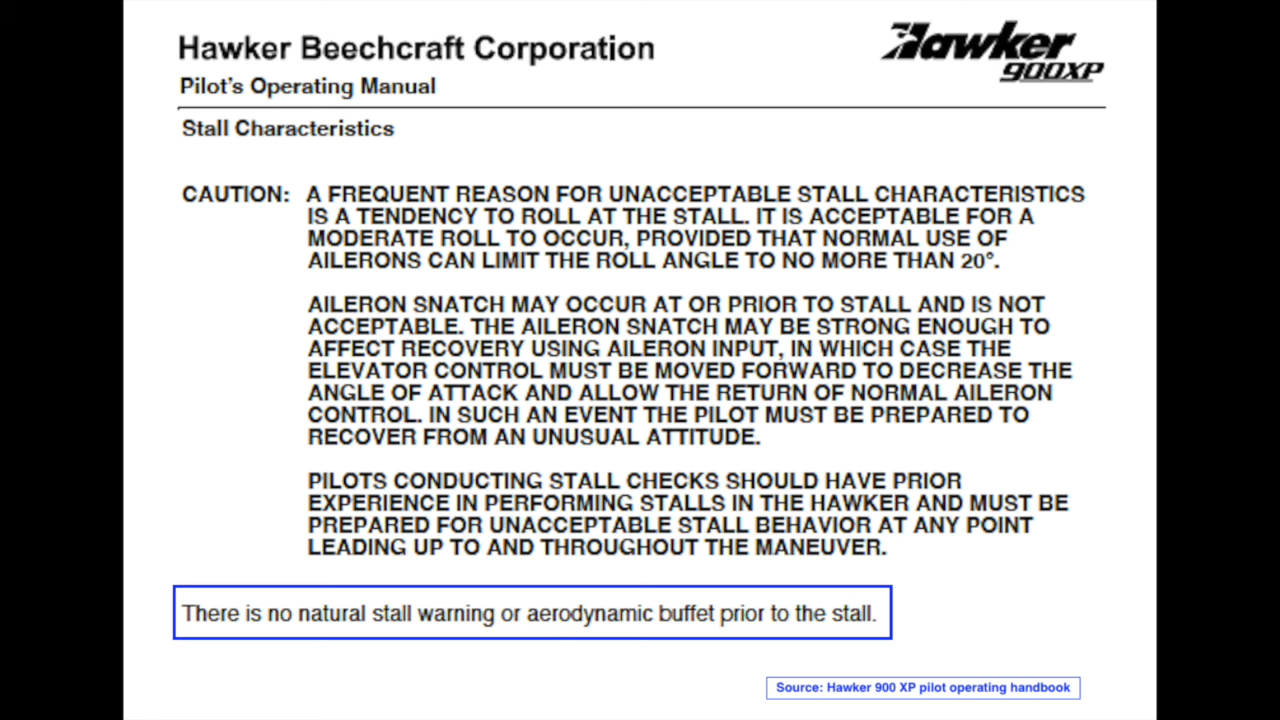 Hawker Beechcraft Corporation
Hawker
900XP
Pilot's Operating Manual
Stall Characteristics
CAUTION: A FREQUENT REASON FOR UNACCEPTABLE STALL CHARACTERISTICS
IS A TENDENCY TO ROLL AT THE STALL. IT IS ACCEPTABLE FOR A
MODERATE ROLL TO OCCUR, PROVIDED THAT NORMAL USE OF
AILERONS CAN LIMIT THE ROLL ANGLE TO NO MORE THAN 20°.
AILERON SNATCH MAY OCCUR AT OR PRIOR TO STALL AND IS NOT
ACCEPTABLE. THE AILERON SNATCH MAY BE STRONG ENOUGH TO
AFFECT RECOVERY USING AILERON INPUT, IN WHICH CASE THE
ELEVATOR CONTROL MUST BE MOVED FORWARD TO DECREASE THE
ANGLE OF ATTACK AND ALLOW THE RETURN OF NORMAL AILERON
CONTROL. IN SUCH AN EVENT THE PILOT MUST BE PREPARED TO
RECOVER FROM AN UNUSUAL ATTITUDE.
PILOTS CONDUCTING STALL CHECKS SHOULD HAVE PRIOR
EXPERIENCE IN PERFORMING STALLS IN THE HAWKER AND MUST BE
PREPARED FOR UNACCEPTABLE STALL BEHAVIOR AT ANY POINT
LEADING UP TO AND THROUGHOUT THE MANEUVER.
There is no natural stall warning or aerodynamic buffet prior to the stall.
Source: Hawker 900 XP pilot operating handbook